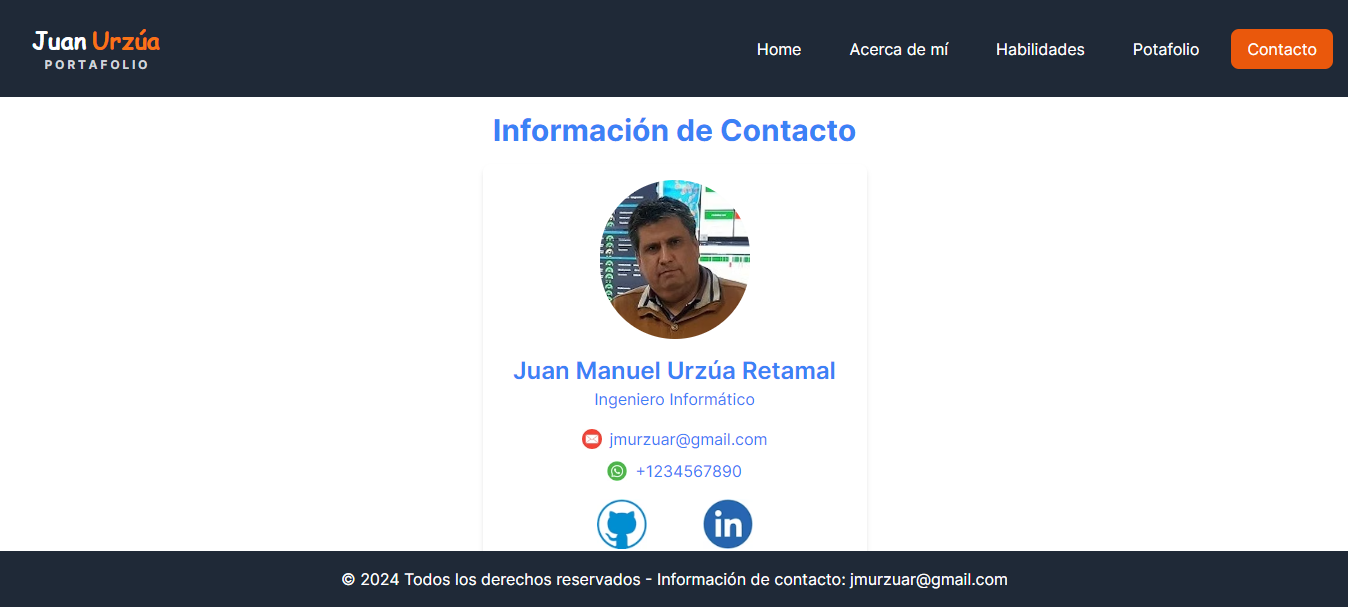 Juan Urzúa
PORTAFOLIO
Home Acerca de mí Habilidades Potafolio Contacto
Información de Contacto
Juan Manuel Urzúa Retamal
Ingeniero Informático
jmurzuar@gmail.com
+1234567890
in
© 2024 Todos los derechos reservados - Información de contacto: jmurzuar@gmail.com